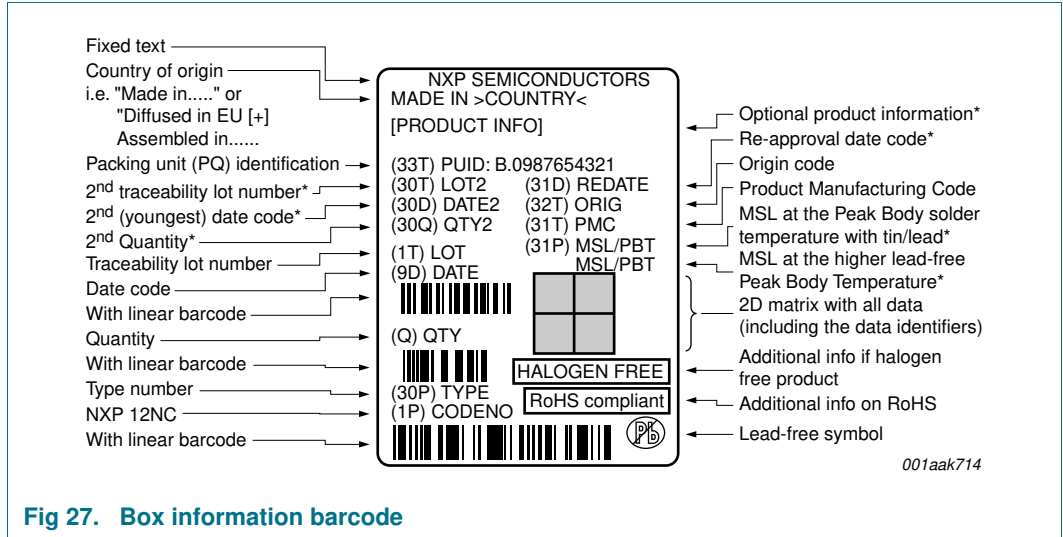 Fixed text
Country of origin
i.e. "Made in....." or
"Diffused in EU [+]
Assembled in......
Packing unit (PQ) identification
2nd traceability lot number*
2nd (youngest) date code*
2nd Quantity*
Traceability lot number
Date code
With linear barcode
Quantity
With linear barcode
Type number
NXP 12NC
With linear barcode
NXP SEMICONDUCTORS
MADE IN >COUNTRY<
[PRODUCT INFO]
(33T) PUID: B.0987654321
(30T) LOT2 (31D) REDATE
(30D) DATE2 (32T) ORIG
(30Q) QTY2 (31T) PMC
(31P) MSL/PBT
(1T) LOT MSL/PBT
(9D) DATE
(Q) QTY
HALOGEN FREE
(30P) TYPE RoHS compliant
(1P) CODENO
Pb
Optional product information*
Re-approval date code*
Origin code
Product Manufacturing Code
MSL at the Peak Body solder
temperature with tin/lead*
MSL at the higher lead-free
Peak Body Temperature*
2D matrix with all data
(including the data identifiers)
Additional info if halogen
free product
Additional info on RoHS
Lead-free symbol
001aak714
Fig 27. Box information barcode